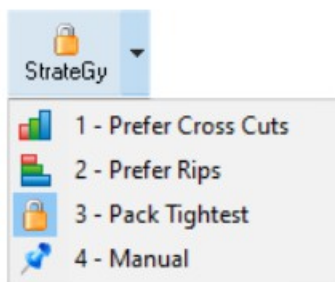 StrateGy
1 - Prefer Cross Cuts
2 - Prefer Rips
3 - Pack Tightest
4 - Manual